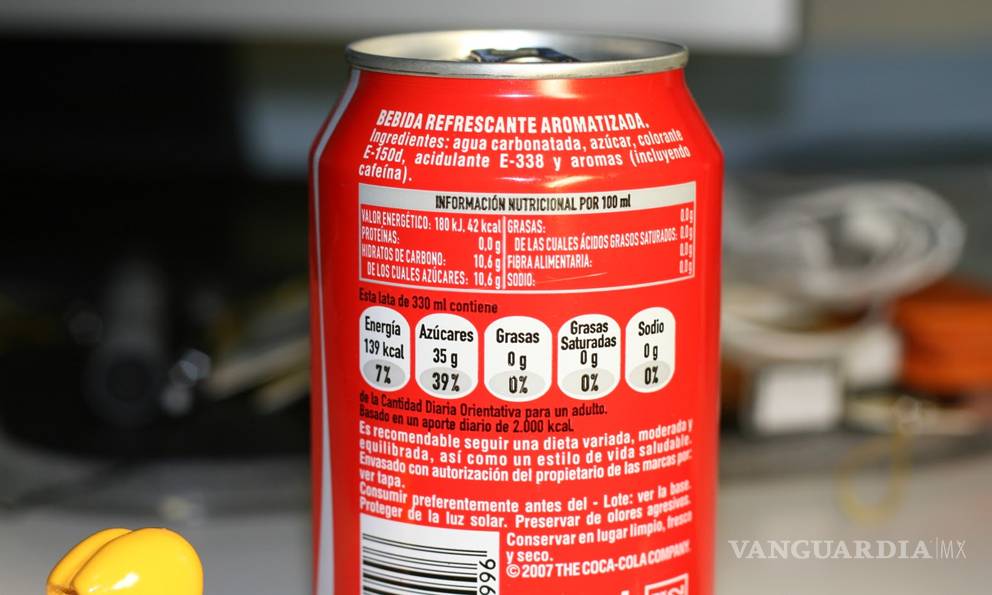 BEBIDA REFRESCANTE AROMATIZADA.
Ingredientes: agua carbonatada, azúcar, colorante
E-150d, acidulante E-338 y aromas (incluyendo
cafeína).
INFORMACIÓN NUTRICIONAL POR 100 ml
VALOR ENERGÉTICO: 180 kJ, 42 kcal
PROTEÍNAS: 0,0 g
HIDRATOS DE CARBONO: 10,6 g
DE LOS CUALES AZÚCARES: 10,6 g
GRASAS: 0,0 g
DE LAS CUALES ÁCIDOS GRASOS SATURADOS: 0,0 g
FIBRA ALIMENTARIA: 0,0 g
SODIO: 0,0 g
Esta lata de 330 ml contiene
Energía
139 kcal
7%
Azúcares
35 g
39%
Grasas
0 g
0%
Grasas
Saturadas
0 g
0%
Sodio
0 g
0%
de la Cantidad Diaria Orientativa para un adulto.
Basado en un aporte diario de 2.000 kcal.
Es recomendable seguir una dieta variada, moderada y
equilibrada, así como un estilo de vida saludable.
Envasado con autorización del propietario de las marcas por:
ver tapa.
Consumir preferentemente antes del - Lote: ver la base.
Proteger de la luz solar. Preservar de olores agresivos.
Conservar en lugar limpio, fresco
y seco.
© 2007 THE COCA-COLA COMPANY.
966
VANGUARDIA|MX